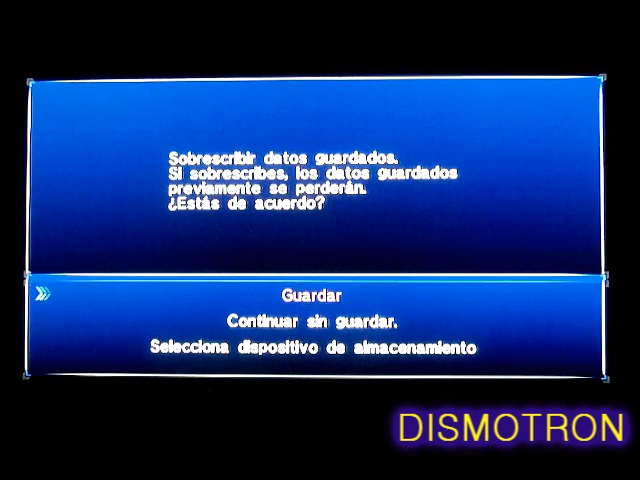 Sobrescribir datos guardados.
Si sobrescribes, los datos guardados
previamente se perderán.
¿Estás de acuerdo?
Guardar
Continuar sin guardar.
Selecciona dispositivo de almacenamiento
DISMOTRON